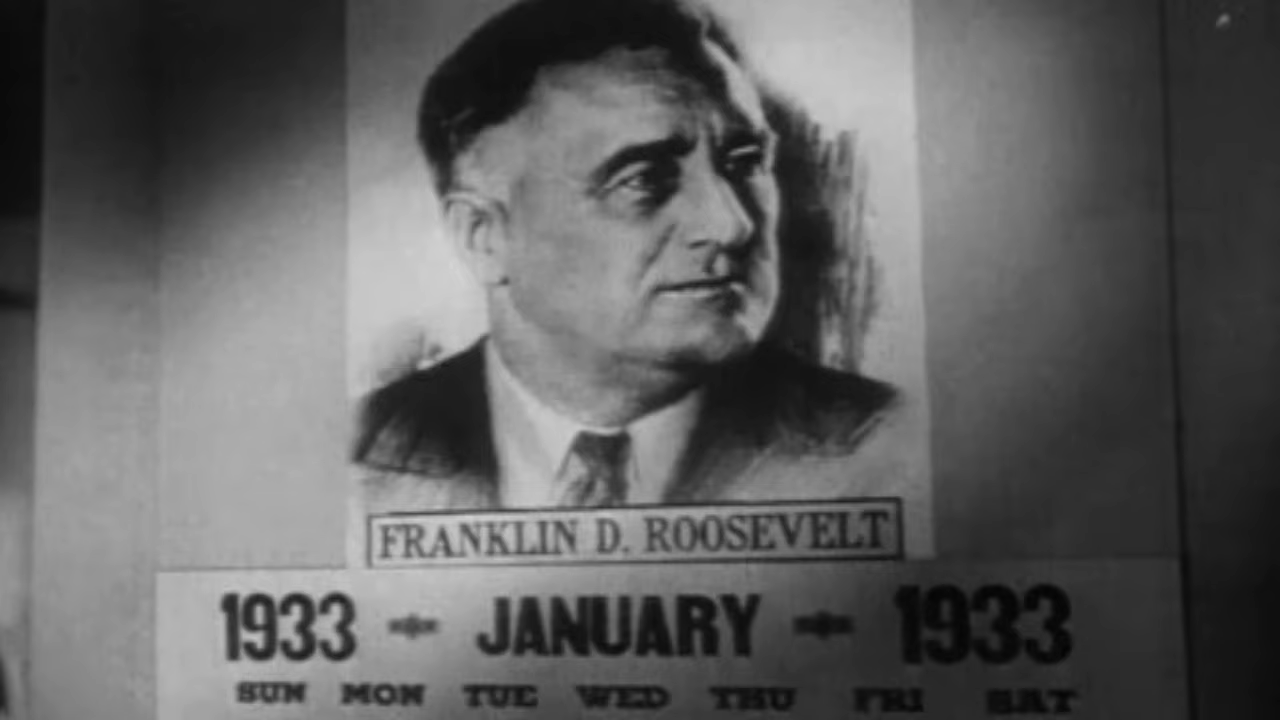 FRANKLIN D. ROOSEVELT
1933 - JANUARY - 1933
SUN MON TUE WED THU FRI SAT